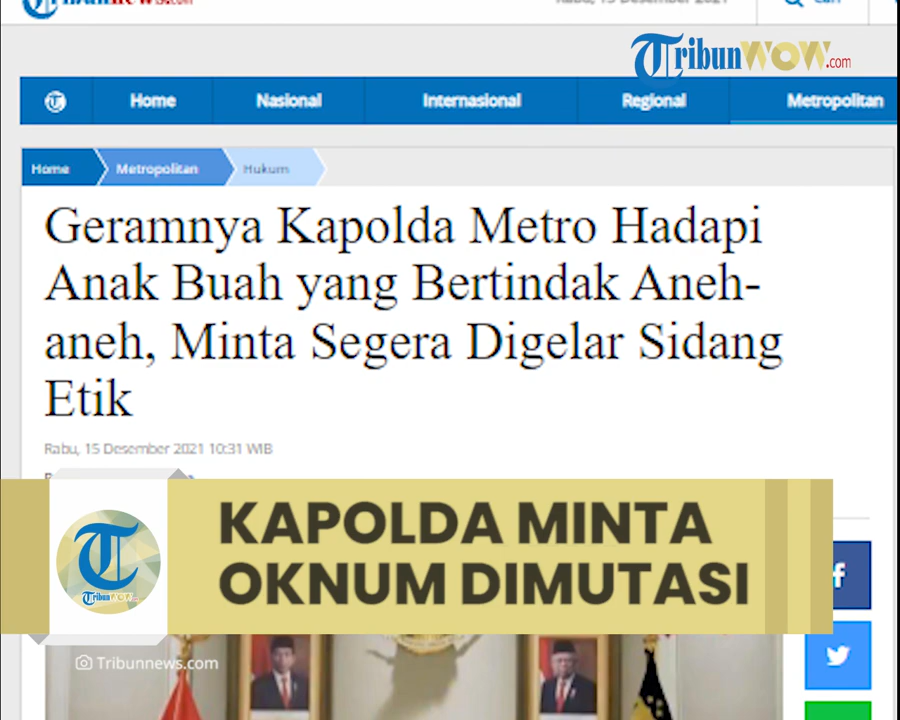 TribunWOW.com
Home Nasional Internasional Regional Metropolitan
Home Metropolitan Hukum
Geramnya Kapolda Metro Hadapi
Anak Buah yang Bertindak Aneh-
aneh, Minta Segera Digelar Sidang
Etik
Rabu, 15 Desember 2021 10:31 WIB
KAPOLDA MINTA
OKNUM DIMUTASI
TribunWOW
Tribunnews.com